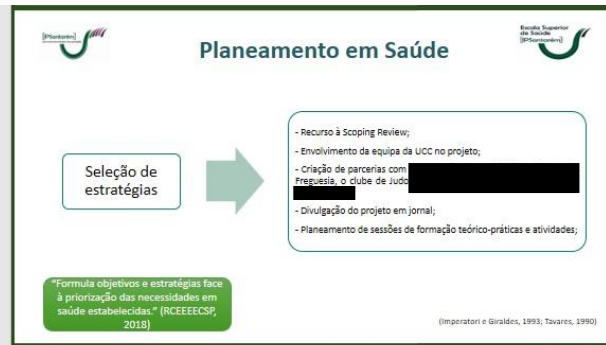 [IPSantarém]
Escola Superior
de Saúde
[IPSantarém]
Planeamento em Saúde
Seleção de
estratégias
- Recurso à Scoping Review;
- Envolvimento da equipa da UCC no projeto;
- Criação de parcerias com
Freguesia, o clube de Judo
- Divulgação do projeto em jornal;
- Planeamento de sessões de formação teórico-práticas e atividades;
"Formula objetivos e estratégias face
à priorização das necessidades em
saúde estabelecidas." (RCEEEECSP,
2018)
(Imperatori e Giraldes, 1993; Tavares, 1990)